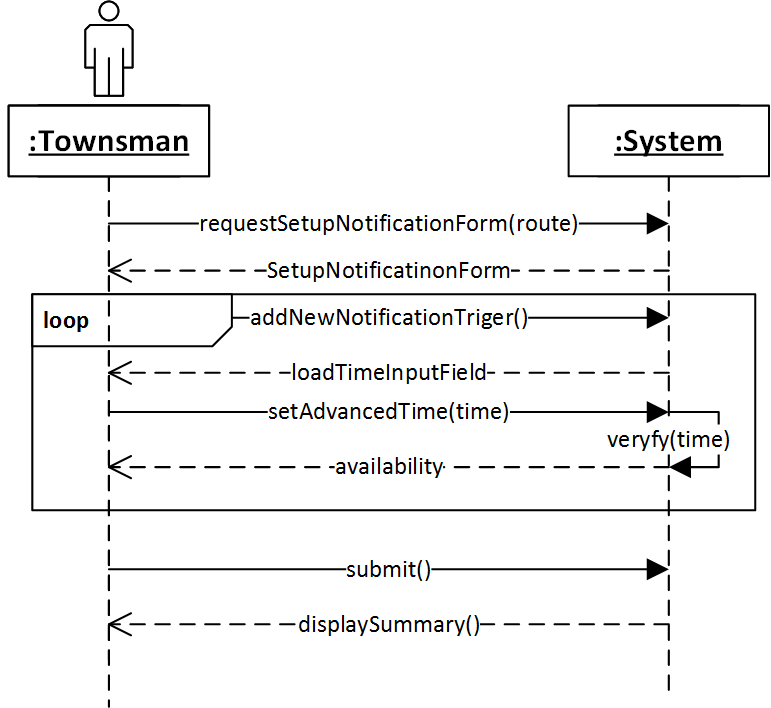 :Townsman
:System
requestSetupNotificationForm(route)
SetupNotificatinonForm
loop
addNewNotificationTriger()
loadTimeInputField
setAdvancedTime(time)
veryfy(time)
availability
submit()
displaySummary()